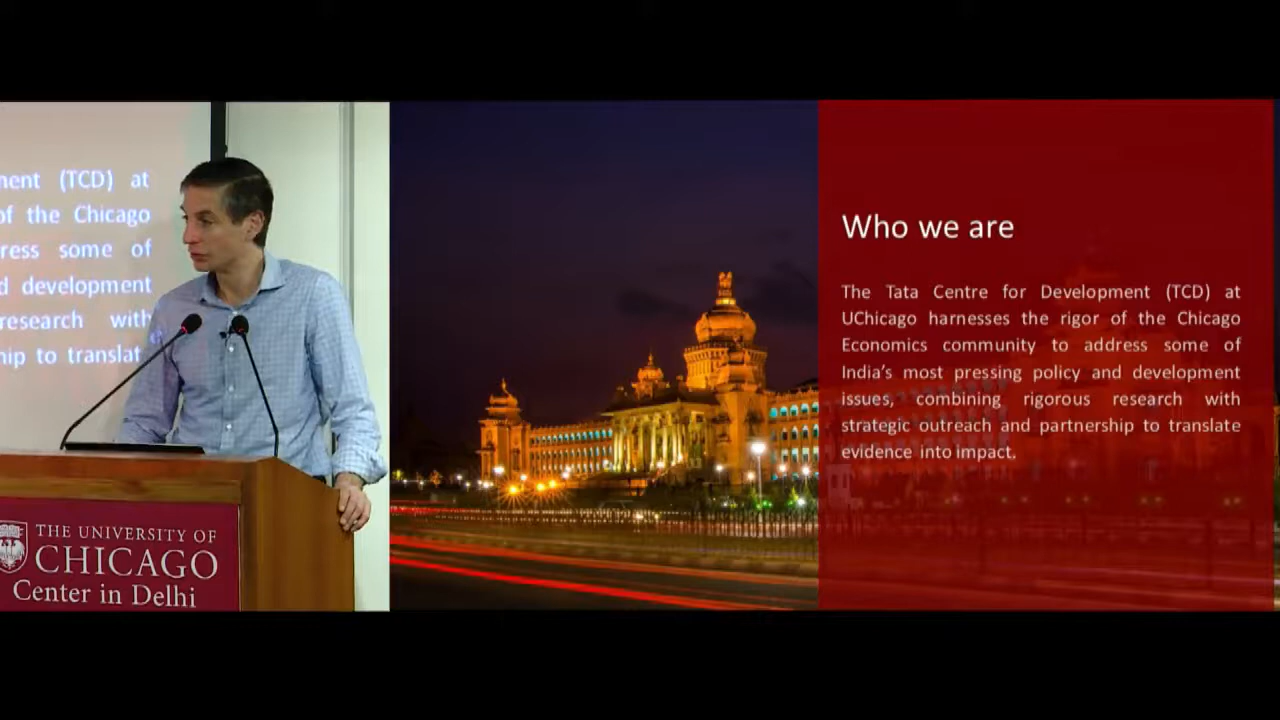 nent (TCD) at
of the Chicago
ress some of
d development
research with
hip to translat
THE UNIVERSITY OF
CHICAGO
Center in Delhi
Who we are
The Tata Centre for Development (TCD) at
UChicago harnesses the rigor of the Chicago
Economics community to address some of
India's most pressing policy and development
issues, combining rigorous research with
strategic outreach and partnership to translate
evidence into impact.